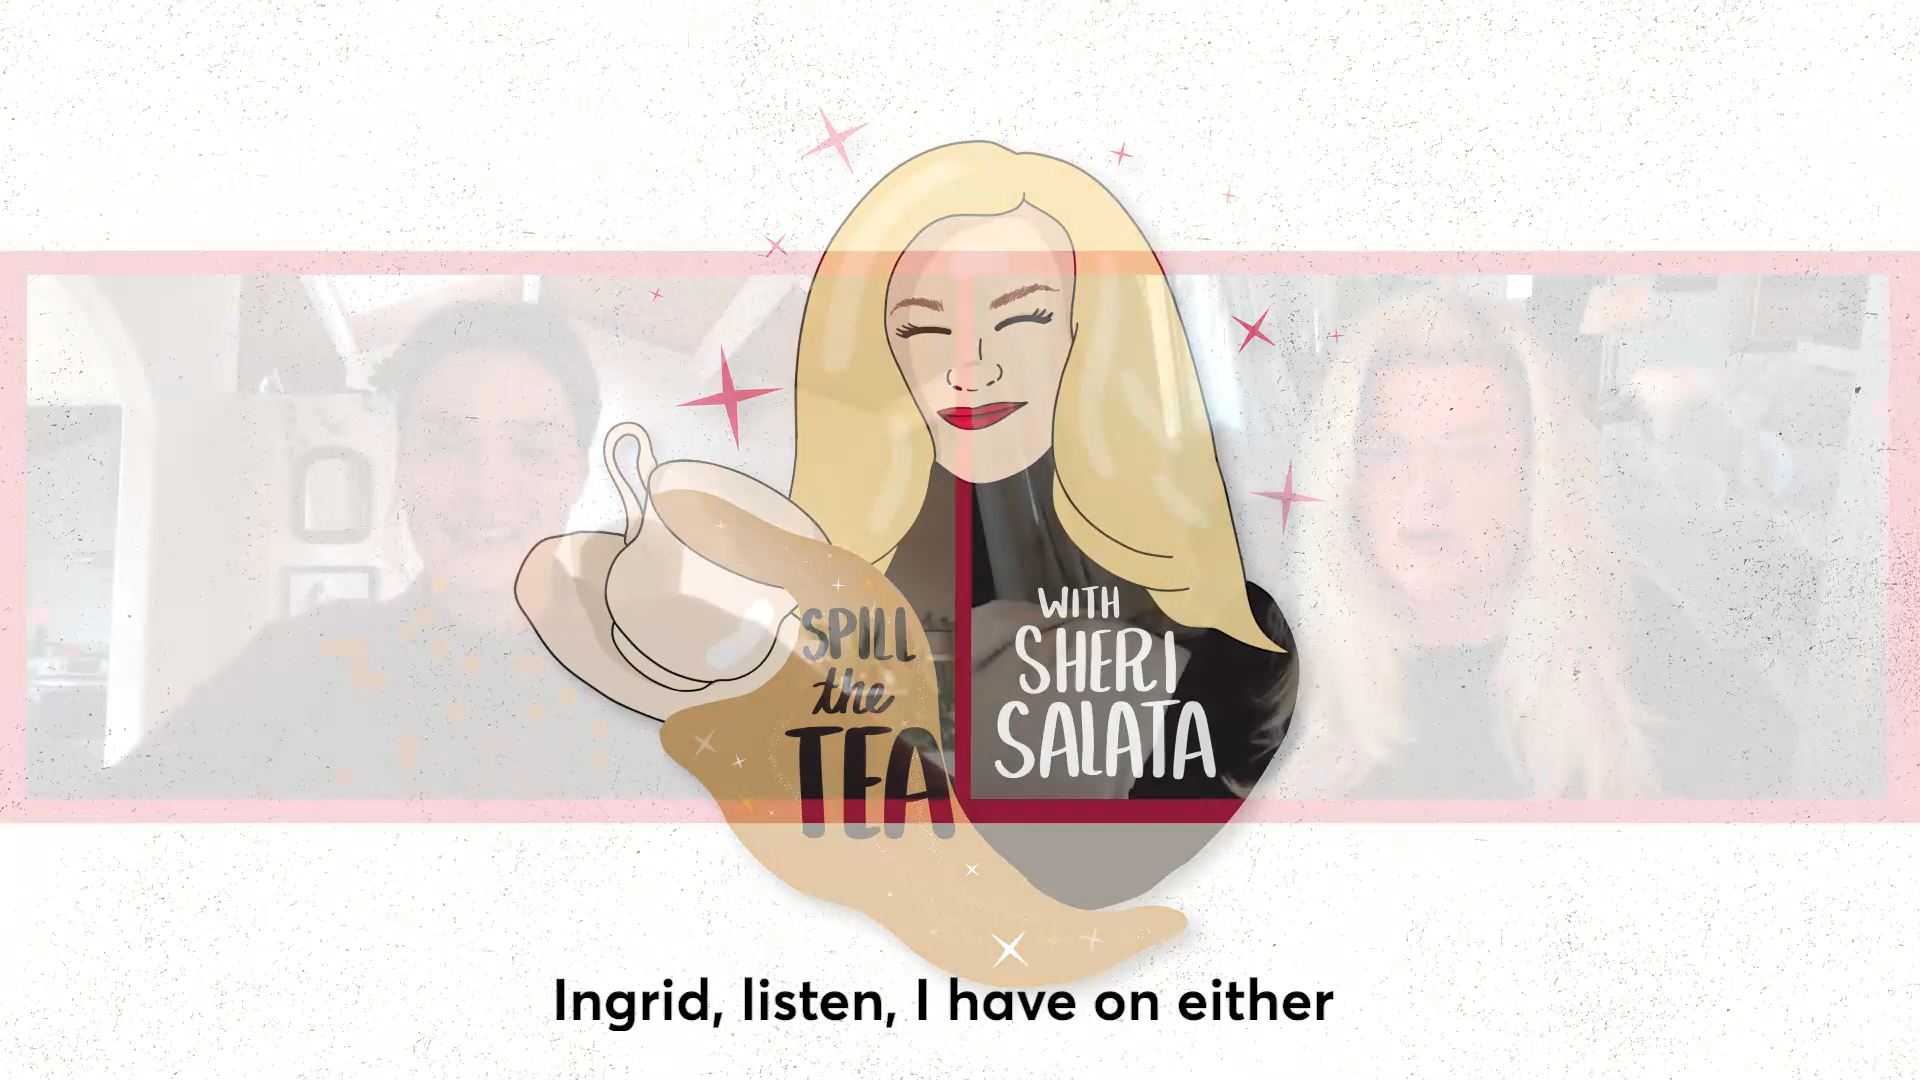 SPILL
the
TEA
WITH
SHERI
SALATA
Ingrid, listen, I have on either